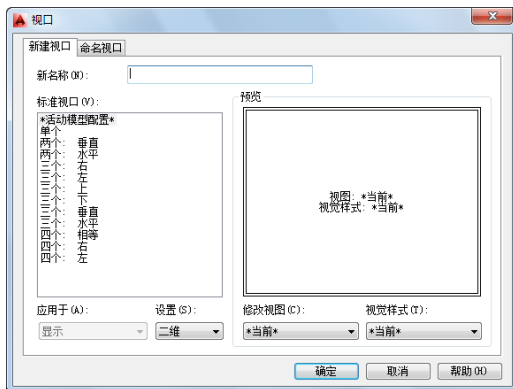 视口
新建视口 命名视口
新名称(N):
标准视口(V):
*活动模型配置*
单个
两个: 垂直
两个: 水平
三个: 右
三个: 左
三个: 上
三个: 下
三个: 垂直
三个: 水平
四个: 相等
四个: 右
四个: 左
预览
视图: *当前*
视觉样式: *当前*
应用于(A): 设置(S): 修改视图(C): 视觉样式(T):
显示 二维 *当前* *当前*
确定 取消 帮助(H)